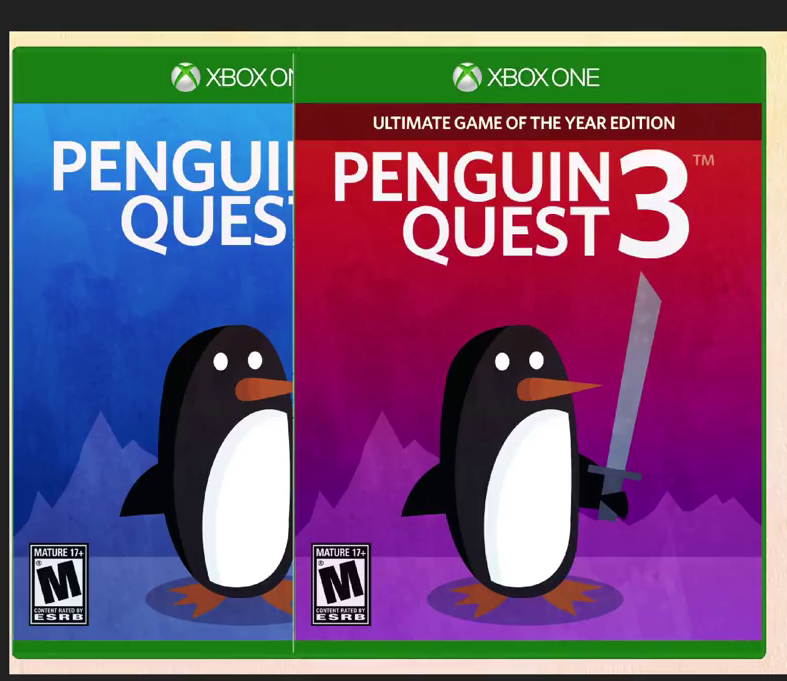 XBOX ON
PENGUI
QUEST
MATURE 17+
M
®
CONTENT RATED BY
ESRB
XBOX ONE
ULTIMATE GAME OF THE YEAR EDITION
PENGUIN
QUEST
3
TM
MATURE 17+
M
®
CONTENT RATED BY
ESRB